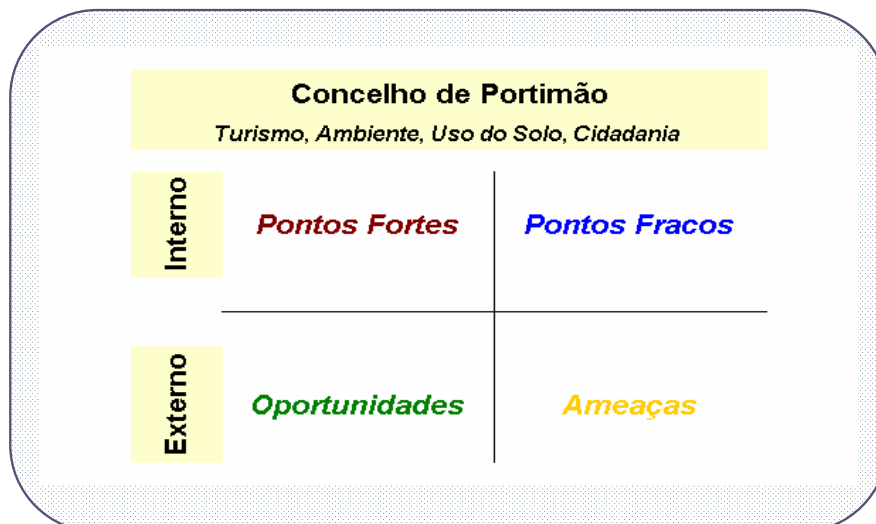 Concelho de Portimão
Turismo, Ambiente, Uso do Solo, Cidadania
Interno
Pontos Fortes
Pontos Fracos
Externo
Oportunidades
Ameaças